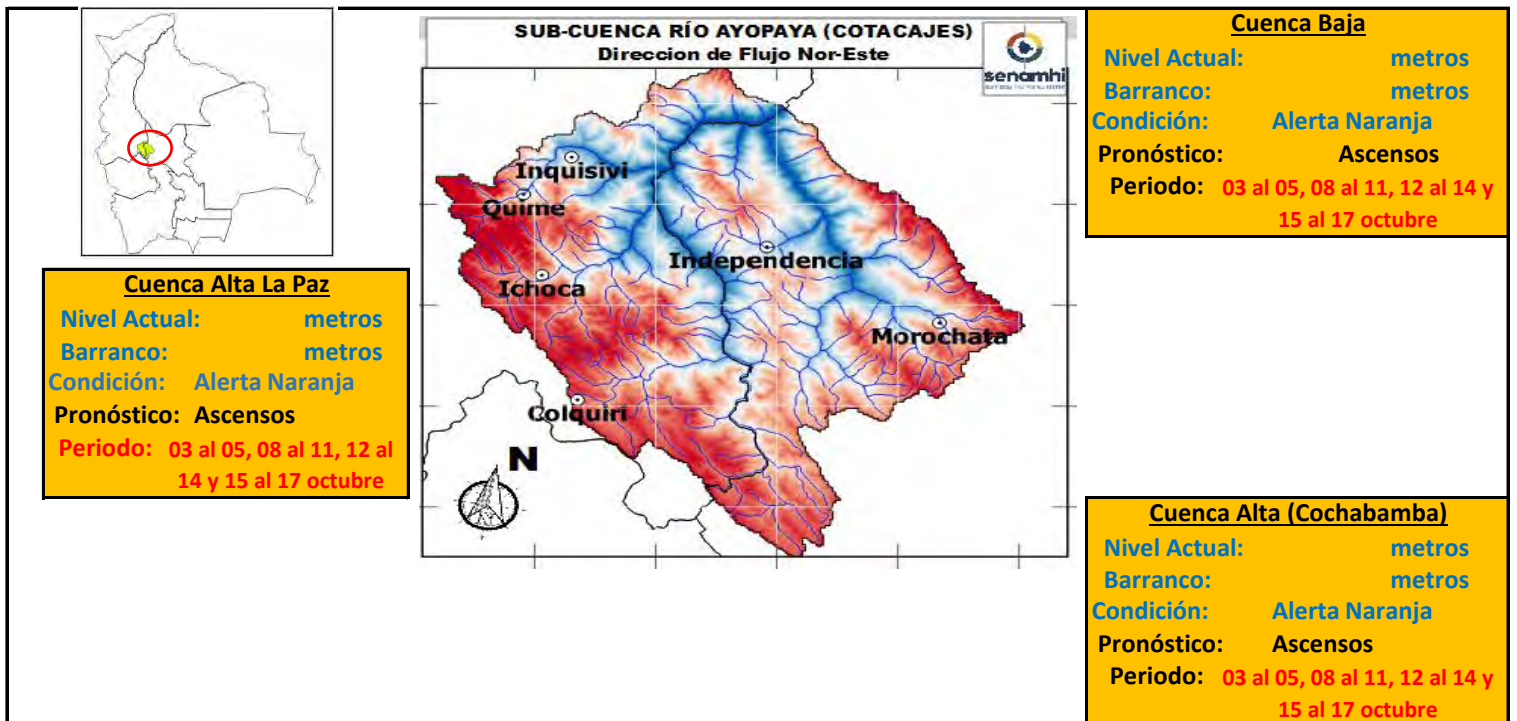 SUB-CUENCA RÍO AYOPAYA (COTACAJES)
Direccion de Flujo Nor-Este
senamhi
Inquisivi
Quime
Independencia
Ichoca
Morochata
Colquiri
N
Cuenca Baja
Nivel Actual: metros
Barranco: metros
Condición: Alerta Naranja
Pronóstico: Ascensos
Periodo: 03 al 05, 08 al 11, 12 al 14 y
15 al 17 octubre
Cuenca Alta La Paz
Nivel Actual: metros
Barranco: metros
Condición: Alerta Naranja
Pronóstico: Ascensos
Periodo: 03 al 05, 08 al 11, 12 al
14 y 15 al 17 octubre
Cuenca Alta (Cochabamba)
Nivel Actual: metros
Barranco: metros
Condición: Alerta Naranja
Pronóstico: Ascensos
Periodo: 03 al 05, 08 al 11, 12 al 14 y
15 al 17 octubre